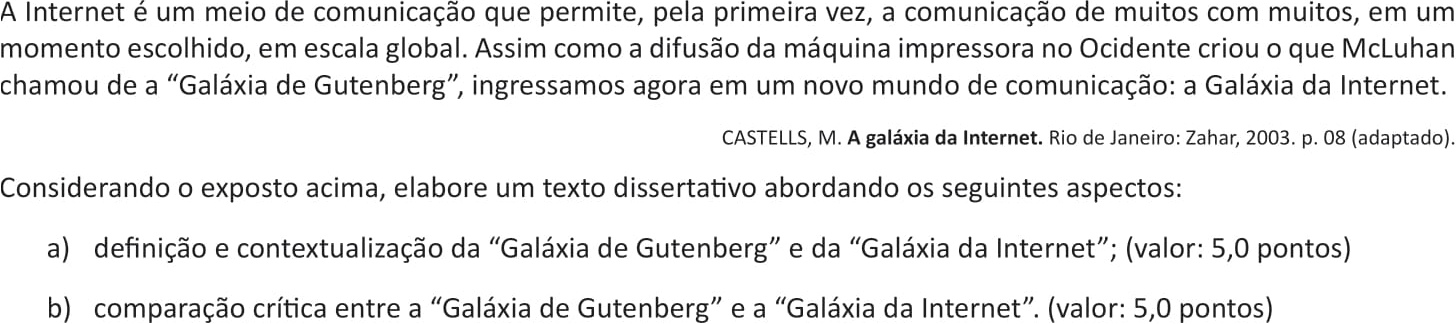 A Internet é um meio de comunicação que permite, pela primeira vez, a comunicação de muitos com muitos, em um
momento escolhido, em escala global. Assim como a difusão da máquina impressora no Ocidente criou o que McLuhan
chamou de a “Galáxia de Gutenberg”, ingressamos agora em um novo mundo de comunicação: a Galáxia da Internet.
CASTELLS, M. A galáxia da Internet. Rio de Janeiro: Zahar, 2003. p. 08 (adaptado).
Considerando o exposto acima, elabore um texto dissertativo abordando os seguintes aspectos:
a) definição e contextualização da “Galáxia de Gutenberg” e da “Galáxia da Internet”; (valor: 5,0 pontos)
b) comparação crítica entre a “Galáxia de Gutenberg” e a “Galáxia da Internet”. (valor: 5,0 pontos)